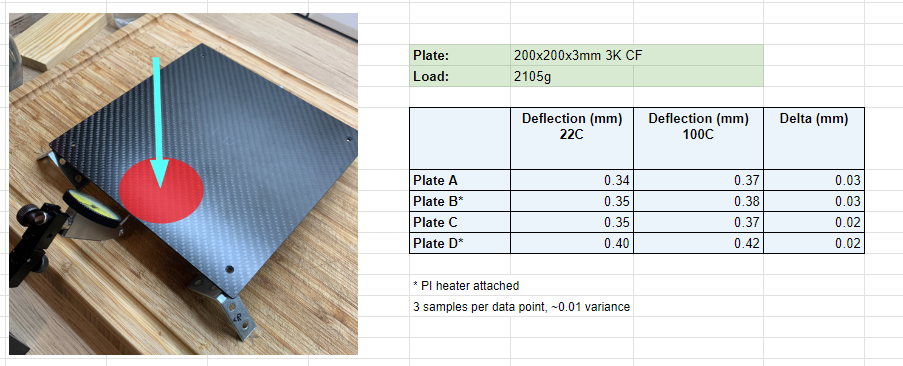 Plate: 200x200x3mm 3K CF
Load: 2105g
Deflection (mm) Deflection (mm) Delta (mm)
22C 100C
Plate A 0.34 0.37 0.03
Plate B* 0.35 0.38 0.03
Plate C 0.35 0.37 0.02
Plate D* 0.40 0.42 0.02
* PI heater attached
3 samples per data point, ~0.01 variance